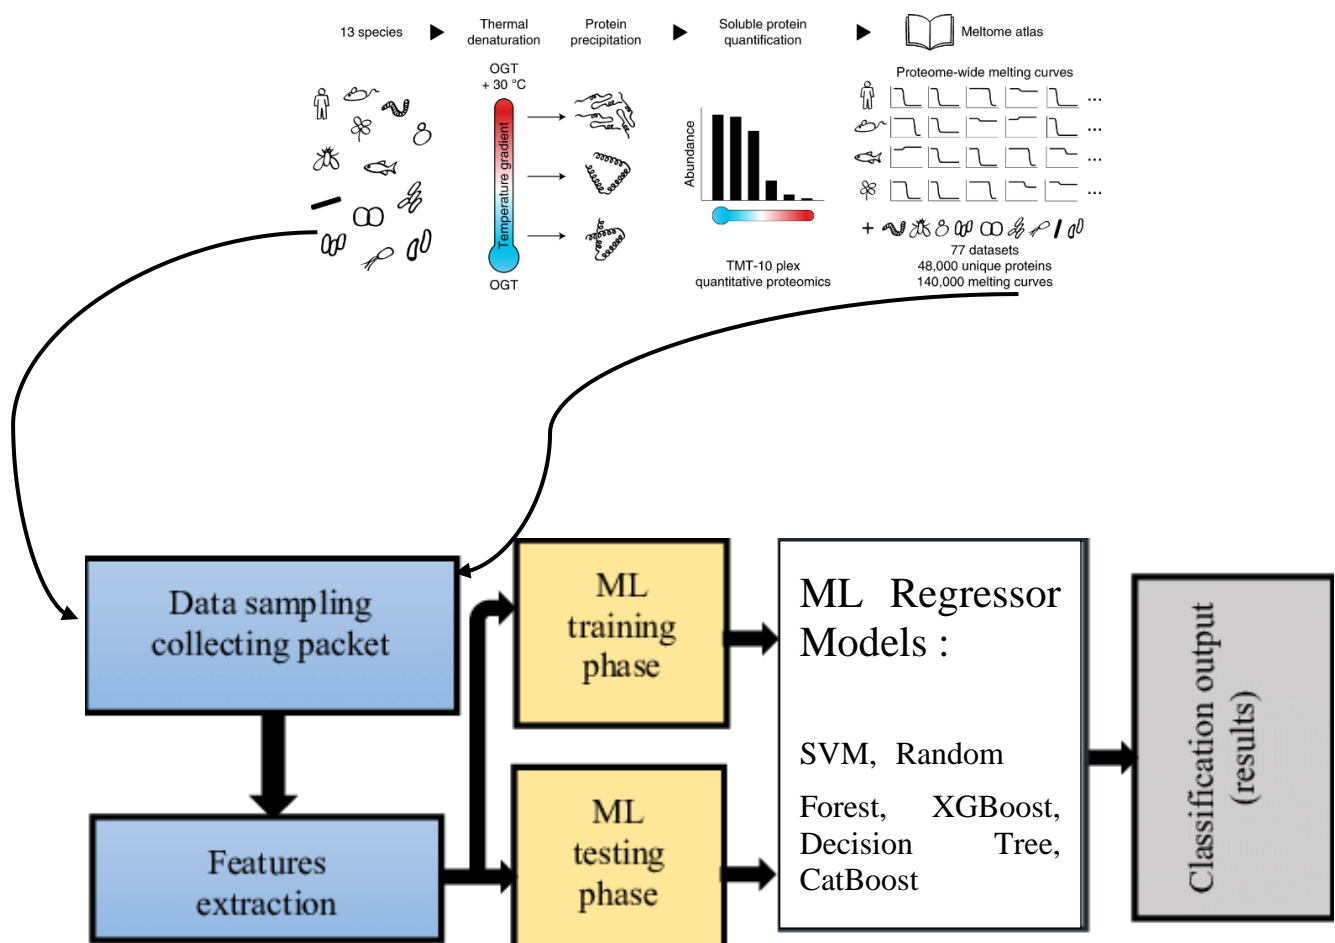 13 species
Thermal
denaturation
Protein
precipitation
Soluble protein
quantification
Meltome atlas
OGT
+ 30 °C
Temperature gradient
OGT
Abundance
TMT-10 plex
quantitative proteomics
Proteome-wide melting curves
...
...
...
...
+
77 datasets
48,000 unique proteins
140,000 melting curves
Data sampling
collecting packet
Features
extraction
ML
training
phase
ML
testing
phase
ML Regressor
Models :
SVM, Random
Forest, XGBoost,
Decision Tree,
CatBoost
Classification output
(results)